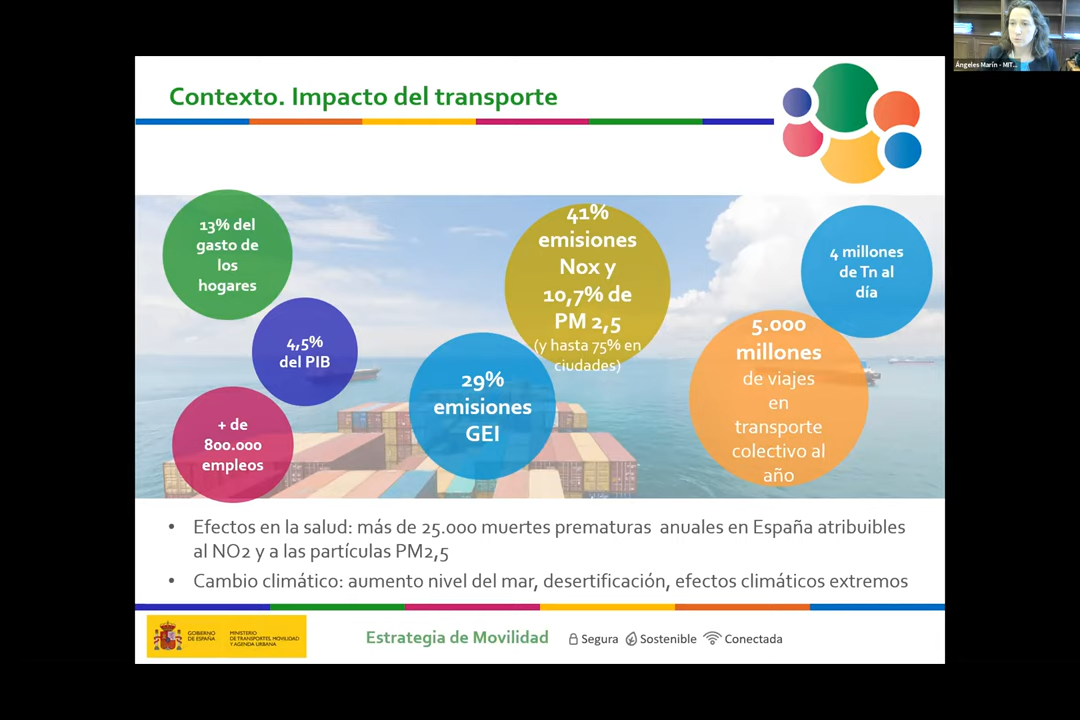 Ángeles Marín - MIT...
Contexto. Impacto del transporte
13% del
gasto de
los
hogares
4,5%
del PIB
+ de
800.000
empleos
29%
emisiones
GEI
41%
emisiones
Nox y
10,7% de
PM 2,5
(y hasta 75% en
ciudades)
5.000
millones
de viajes
en
transporte
colectivo al
año
4 millones
de Tn al
día
• Efectos en la salud: más de 25.000 muertes prematuras anuales en España atribuibles
al NO2 y a las partículas PM2,5
• Cambio climático: aumento nivel del mar, desertificación, efectos climáticos extremos
GOBIERNO
DE ESPAÑA
MINISTERIO
DE TRANSPORTES, MOVILIDAD
Y AGENDA URBANA
Estrategia de Movilidad
Segura Sostenible Conectada